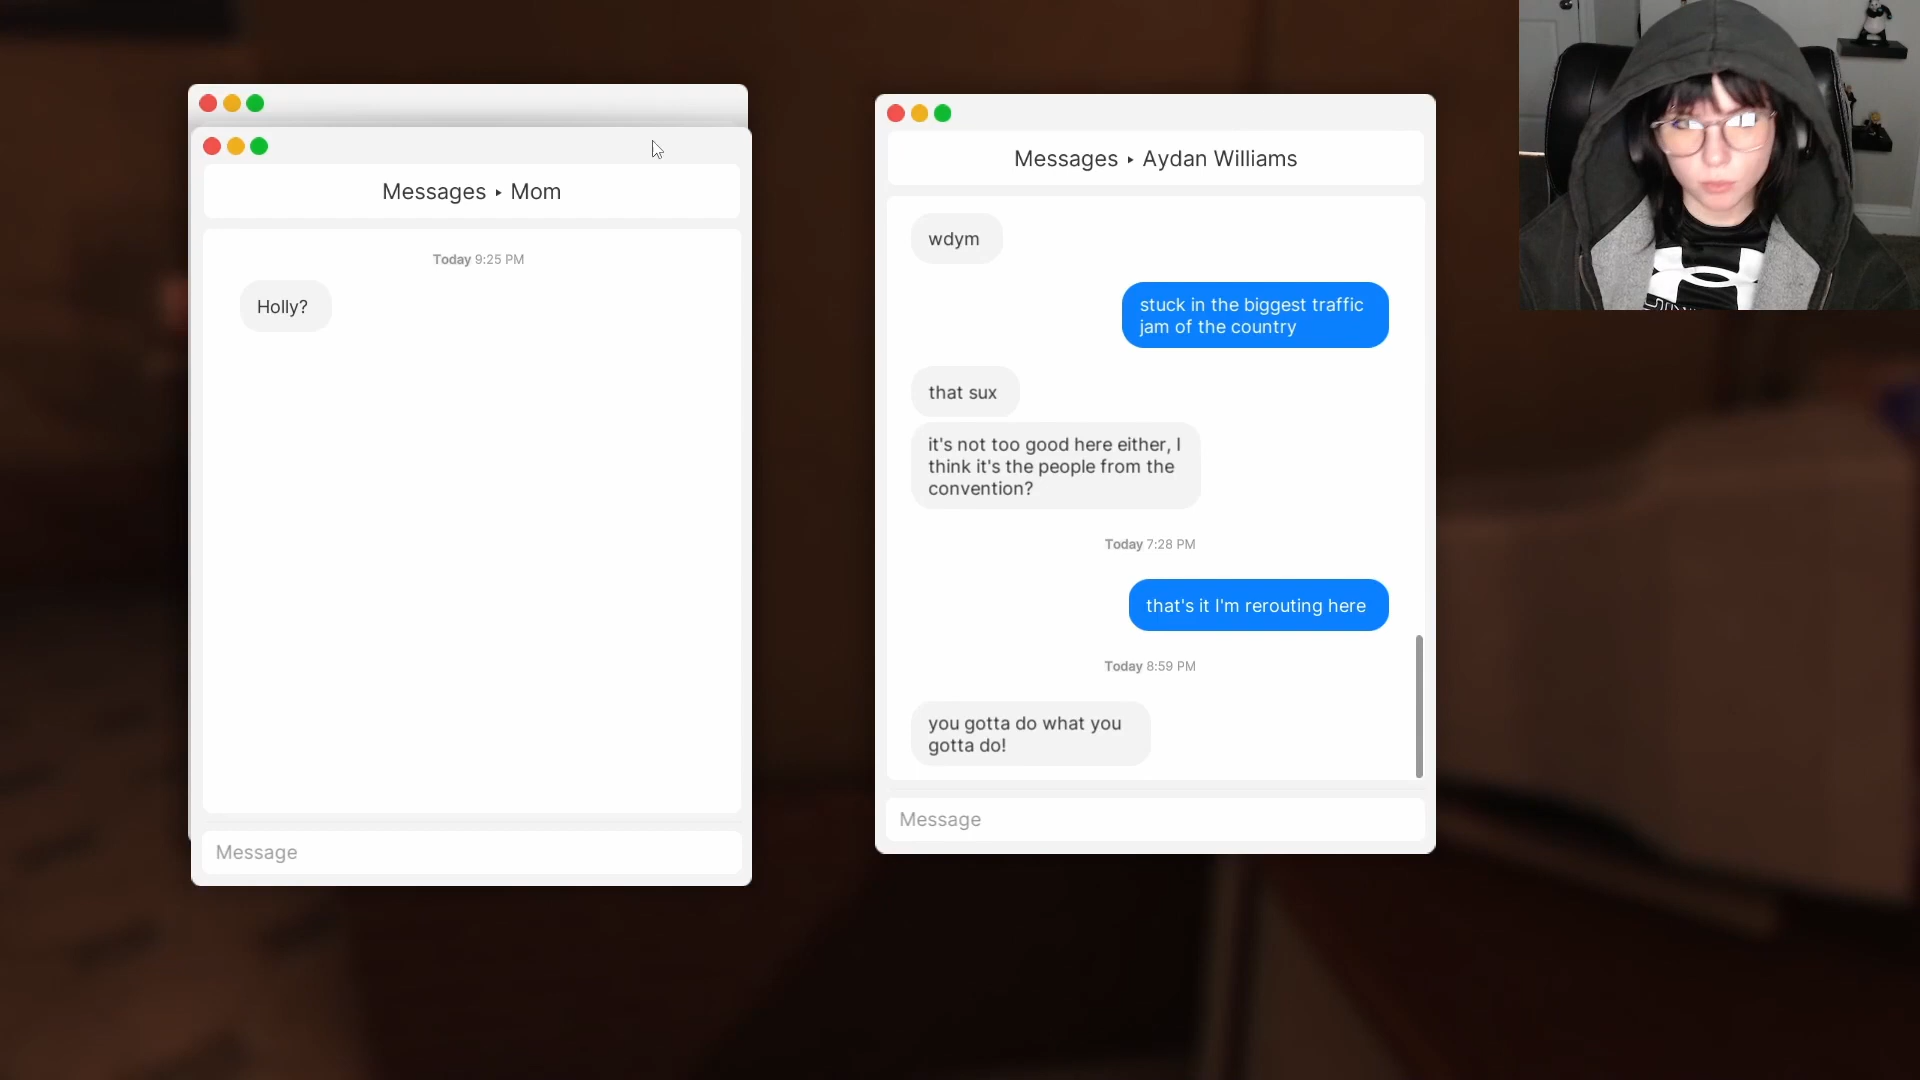 Messages ▸ Mom
Today 9:25 PM
Holly?
Message
Messages ▸ Aydan Williams
wdym
stuck in the biggest traffic
jam of the country
that sux
it's not too good here either, I
think it's the people from the
convention?
Today 7:28 PM
that's it I'm rerouting here
Today 8:59 PM
you gotta do what you
gotta do!
Message